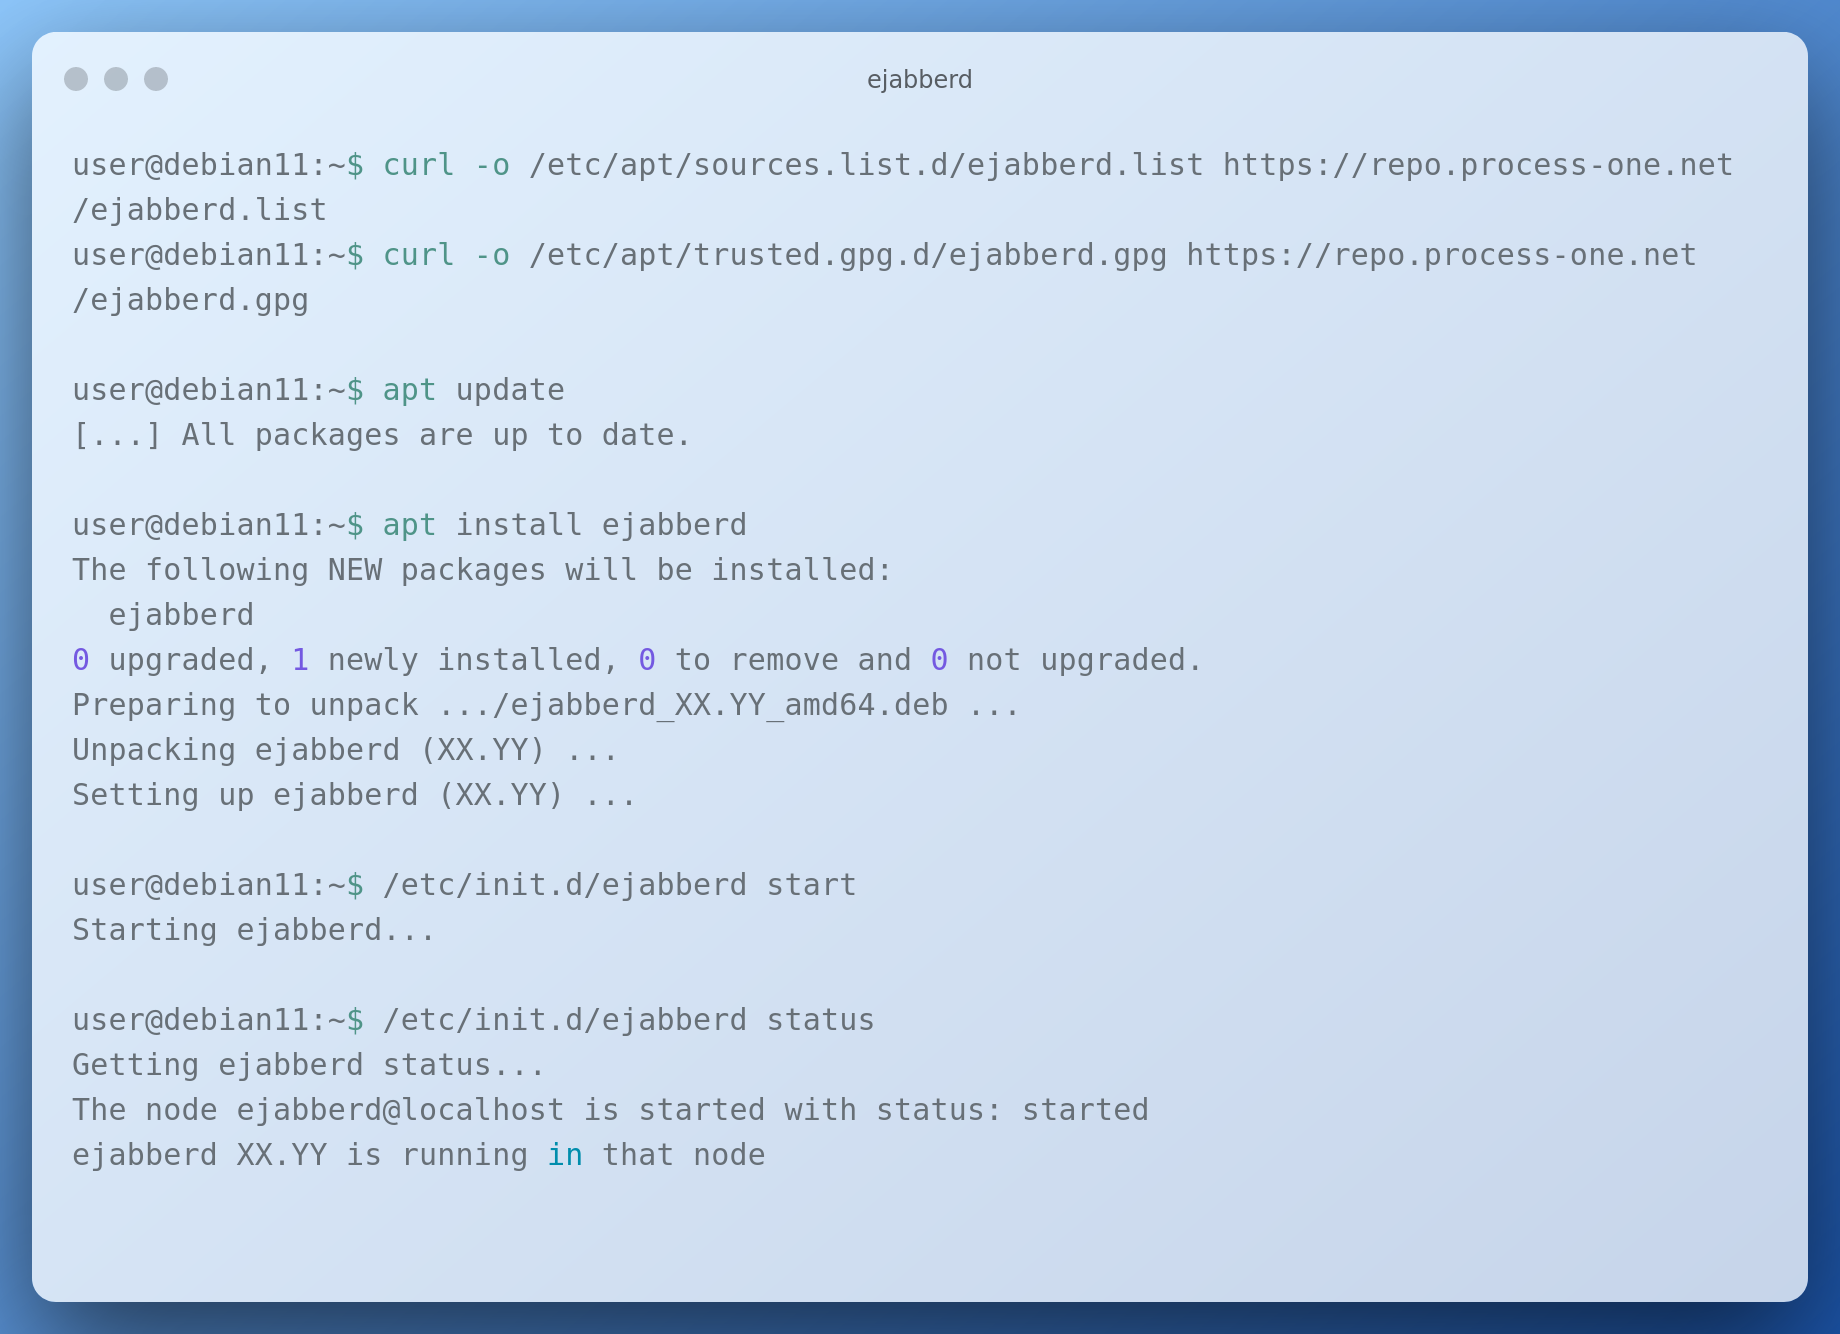 ejabberd
user@debian11:~$ curl -o /etc/apt/sources.list.d/ejabberd.list https://repo.process-one.net
/ejabberd.list
user@debian11:~$ curl -o /etc/apt/trusted.gpg.d/ejabberd.gpg https://repo.process-one.net
/ejabberd.gpg
user@debian11:~$ apt update
[...] All packages are up to date.
user@debian11:~$ apt install ejabberd
The following NEW packages will be installed:
  ejabberd
0 upgraded, 1 newly installed, 0 to remove and 0 not upgraded.
Preparing to unpack .../ejabberd_XX.YY_amd64.deb ...
Unpacking ejabberd (XX.YY) ...
Setting up ejabberd (XX.YY) ...
user@debian11:~$ /etc/init.d/ejabberd start
Starting ejabberd...
user@debian11:~$ /etc/init.d/ejabberd status
Getting ejabberd status...
The node ejabberd@localhost is started with status: started
ejabberd XX.YY is running in that node